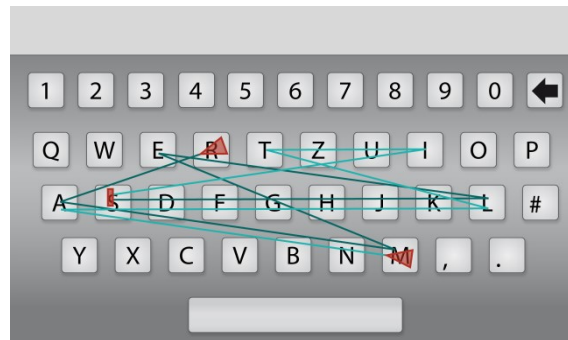 1 2 3 4 5 6 7 8 9 0
Q W E R T Z U I O P
A S D F G H J K L #
Y X C V B N M , .